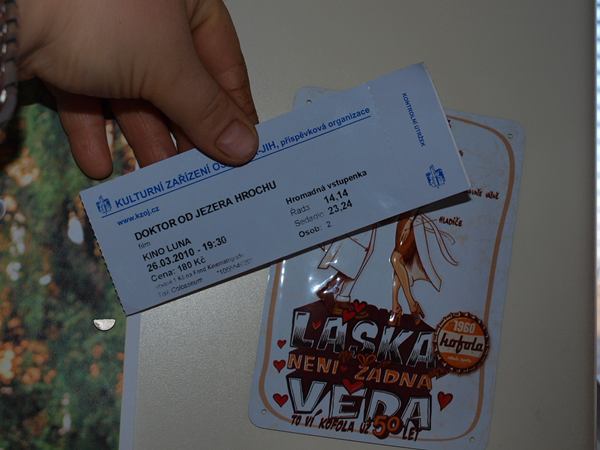 KULTURNÍ ZAŘÍZENÍ OS -JIH, příspěvková organizace
www.kzoj.cz
KONTROLNÍ ÚTRŽEK
DOKTOR OD JEZERA HROCHU
film
KINO LUNA
26.03.2010 - 19:30
Cena: 180 Kč
Hromadná vstupenka
Řada 14,14
Sedadlo 23,24
Osob: 2
LÁSKA
NENÍ ŽÁDNÁ
VĚDA
TO VÍ KOFOLA UŽ 50 LET
1960
kofola